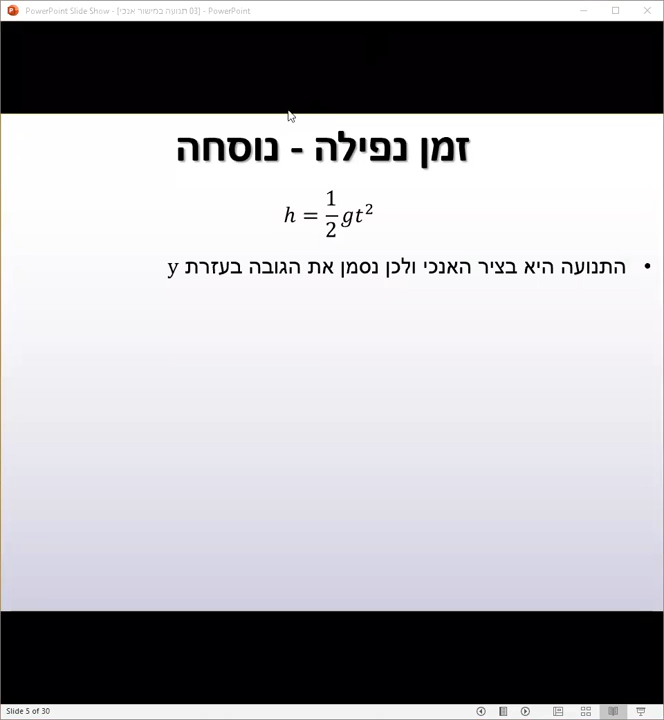 PowerPoint Slide Show - [03 תנועה במישור אנכי] - PowerPoint
זמן נפילה - נוסחה
h = 1/2 gt²
• התנועה היא בציר האנכי ולכן נסמן את הגובה בעזרת y
Slide 5 of 30